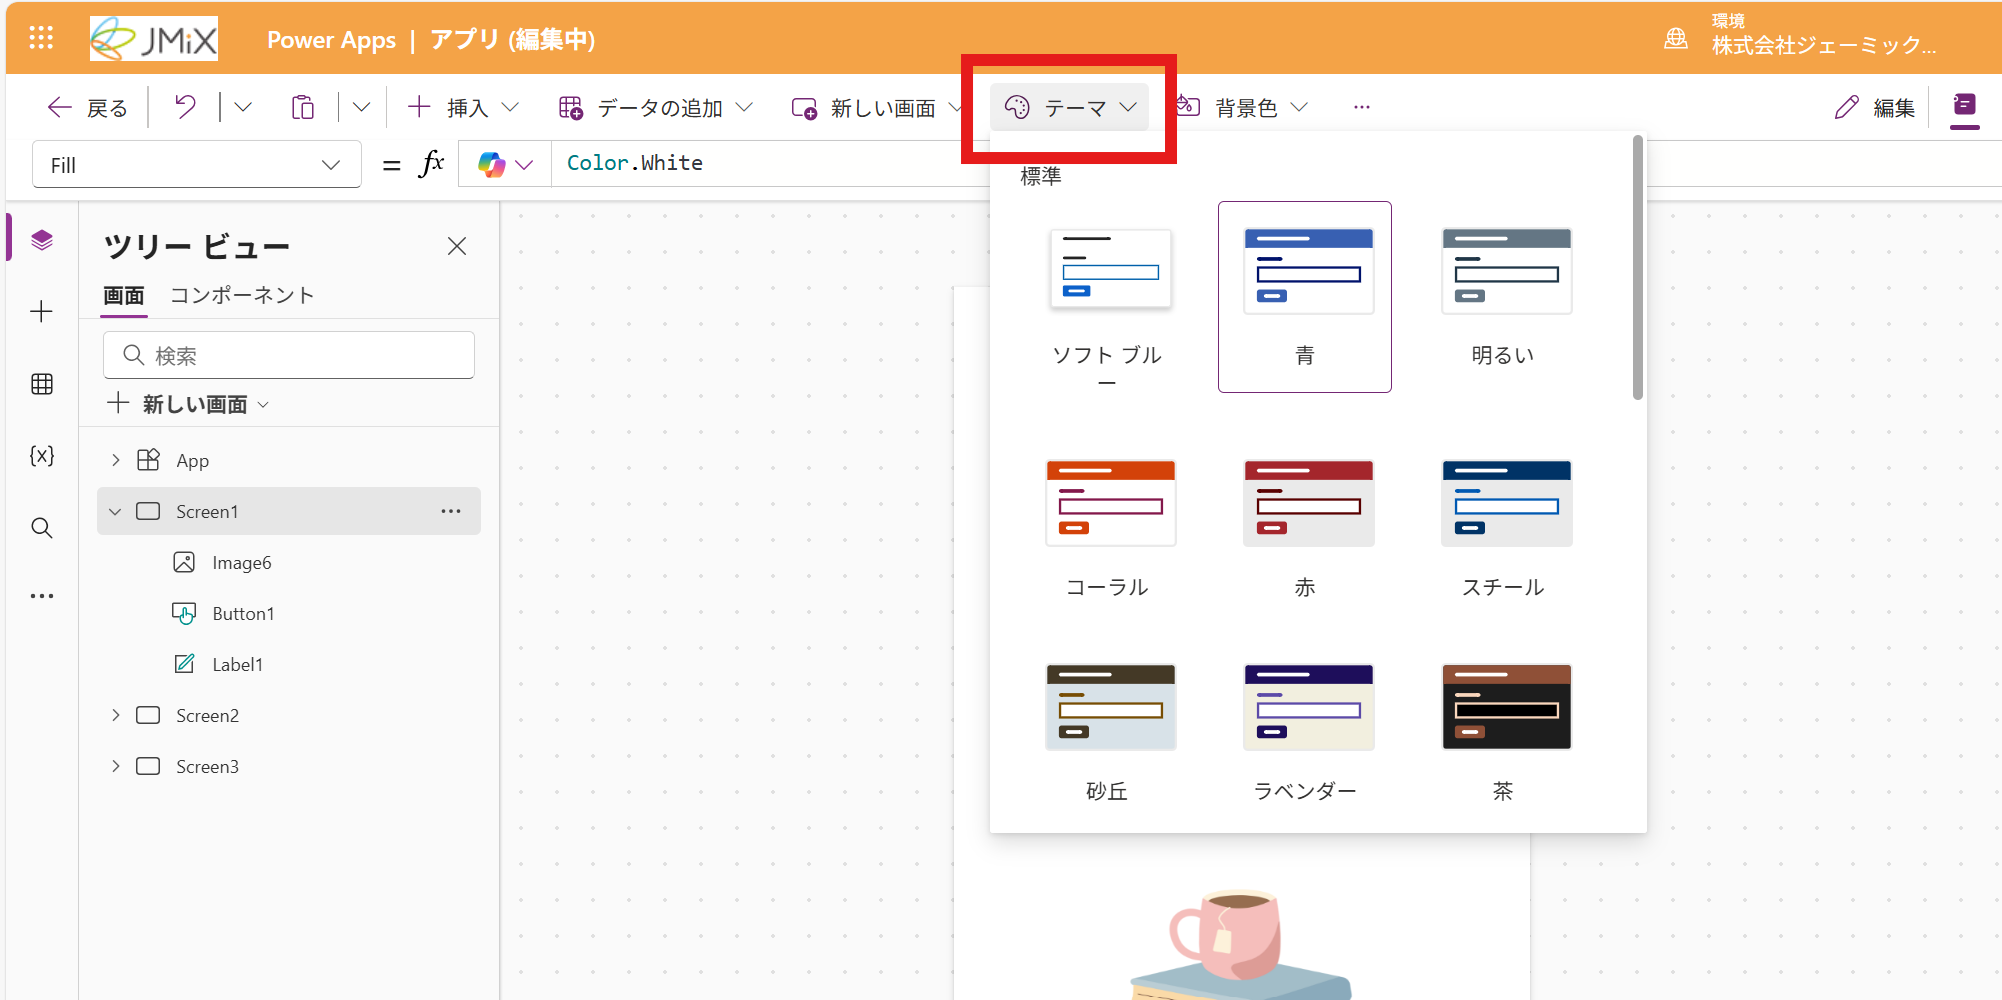 JMiX
Power Apps | アプリ (編集中)
環境
株式会社ジェーミック...
戻る
挿入
データの追加
新しい画面
テーマ
背景色
編集
Fill
= fx
Color.White
標準
ソフト ブル
ー
青
明るい
コーラル
赤
スチール
砂丘
ラベンダー
茶
ツリー ビュー
画面 コンポーネント
検索
新しい画面
App
Screen1
Image6
Button1
Label1
Screen2
Screen3